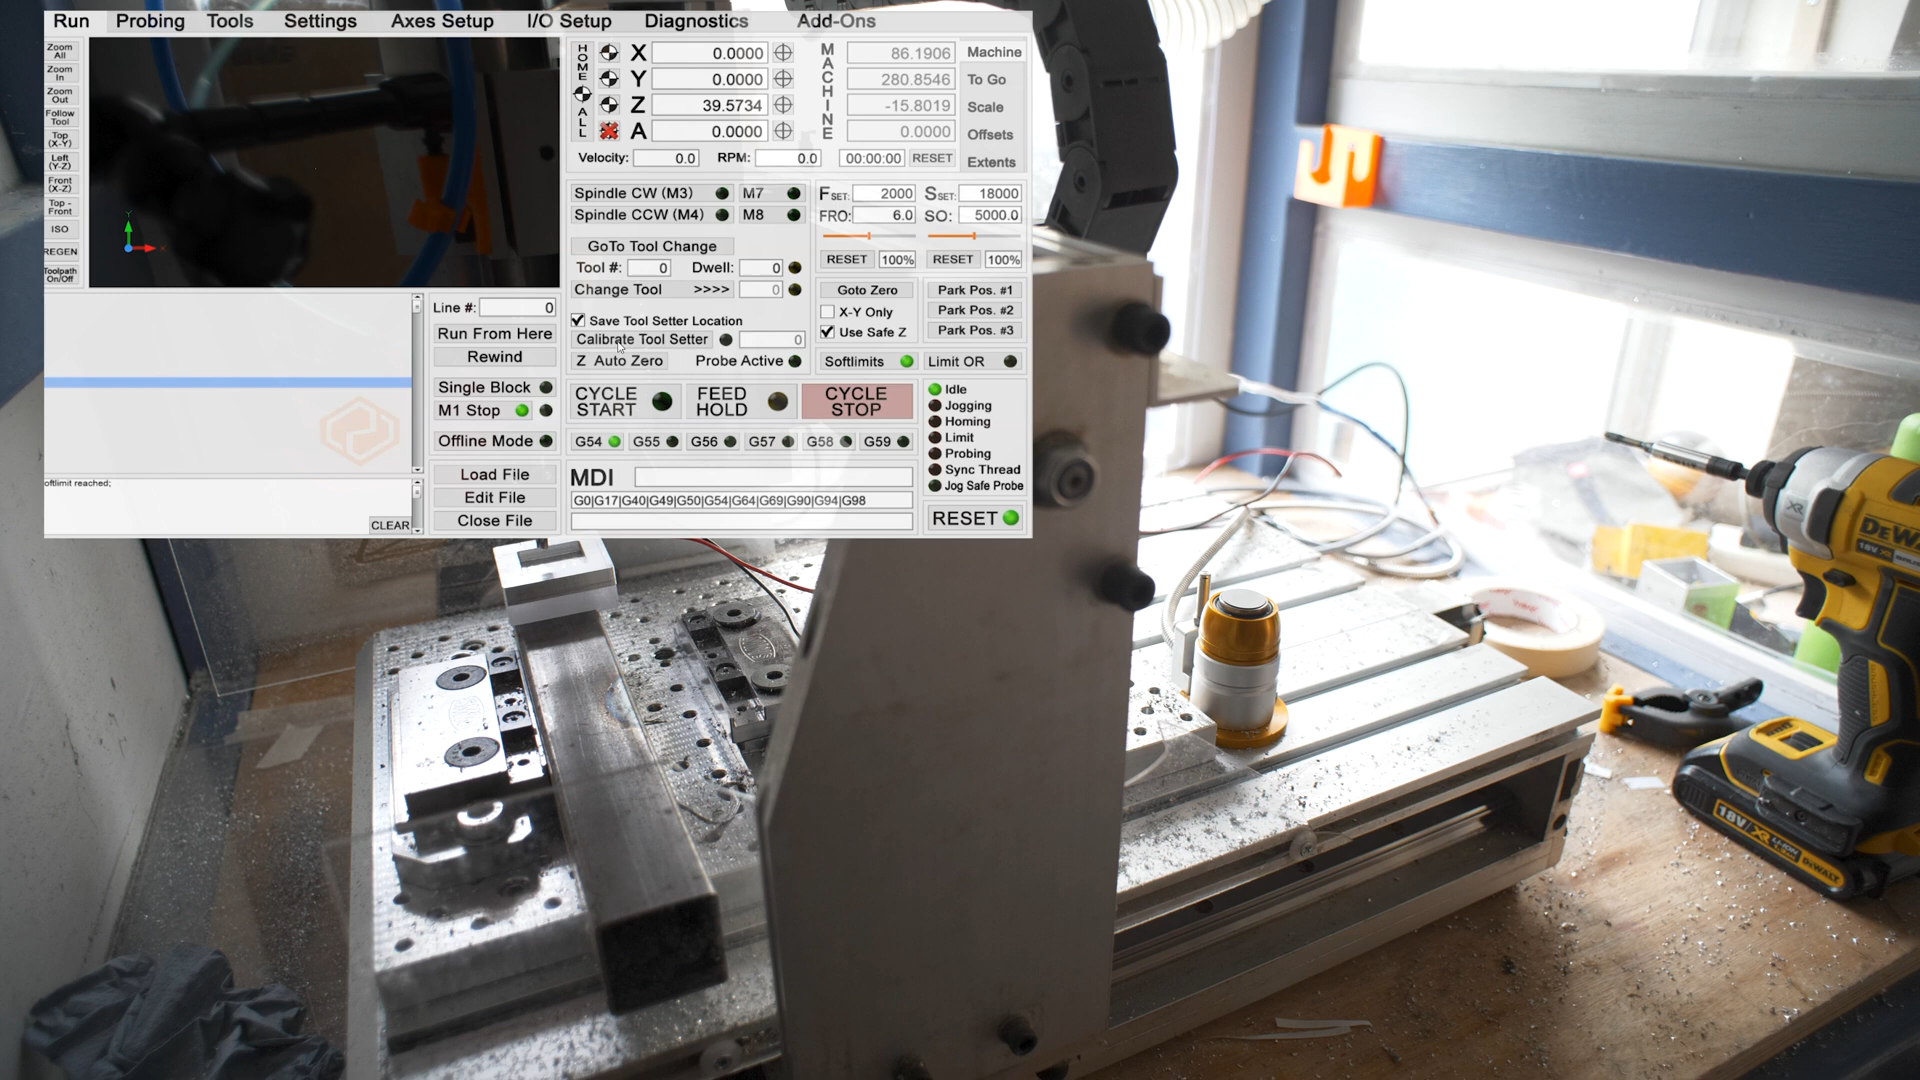 Run Probing Tools Settings Axes Setup I/O Setup Diagnostics Add-Ons
Zoom All
Zoom In
Zoom Out
Follow Tool
Top (X-Y)
Left (Y-Z)
Front (X-Z)
Top - Front
ISO
REGEN
Toolpath On/Off
HOME ALL
X 0.0000
Y 0.0000
Z 39.5734
A 0.0000
MACHINE
86.1906
280.8546
-15.8019
0.0000
Machine
To Go
Scale
Offsets
Extents
Velocity: 0.0 RPM: 0.0 00:00:00 RESET
Spindle CW (M3) M7
Spindle CCW (M4) M8
GoTo Tool Change
Tool #: 0 Dwell: 0
Change Tool >>>> 0
Save Tool Setter Location
Calibrate Tool Setter 0
Z Auto Zero Probe Active
FSET: 2000 SSET: 18000
FRO: 6.0 SO: 5000.0
RESET 100% RESET 100%
Goto Zero
X-Y Only
Use Safe Z
Park Pos. #1
Park Pos. #2
Park Pos. #3
Softlimits Limit OR
Line #: 0
Run From Here
Rewind
Single Block
M1 Stop
Offline Mode
Load File
Edit File
Close File
CYCLE START
FEED HOLD
CYCLE STOP
G54 G55 G56 G57 G58 G59
MDI
G0|G17|G40|G49|G50|G54|G64|G69|G90|G94|G98
Idle
Jogging
Homing
Limit
Probing
Sync Thread
Jog Safe Probe
RESET
oftlimit reached;
CLEAR
XR
DEWA
18V XR
18V XR LI-ION
DEWALT